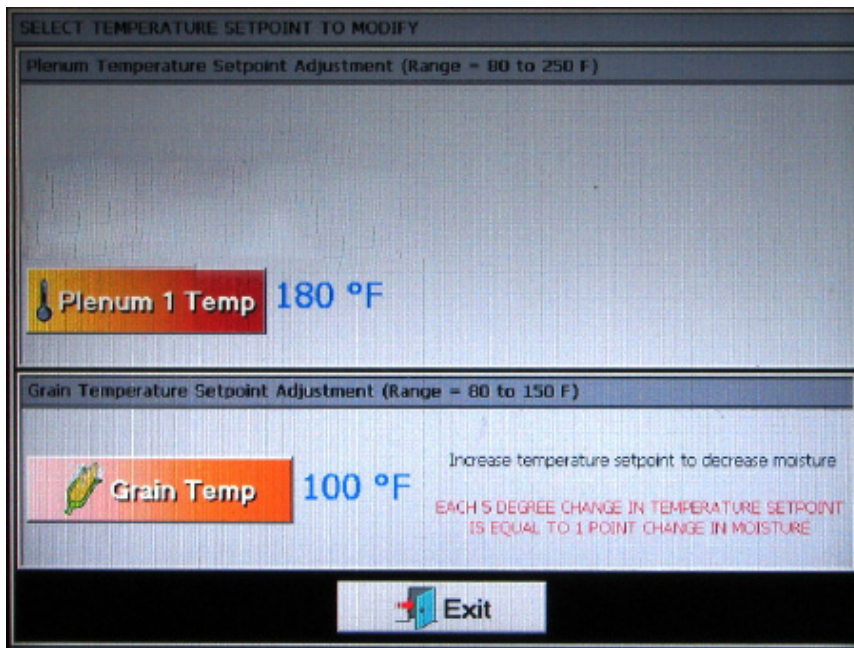 SELECT TEMPERATURE SETPOINT TO MODIFY
Plenum Temperature Setpoint Adjustment (Range = 80 to 250 F)
Plenum 1 Temp 180 °F
Grain Temperature Setpoint Adjustment (Range = 80 to 150 F)
Increase temperature setpoint to decrease moisture
Grain Temp 100 °F
EACH 5 DEGREE CHANGE IN TEMPERATURE SETPOINT
IS EQUAL TO 1 POINT CHANGE IN MOISTURE
Exit